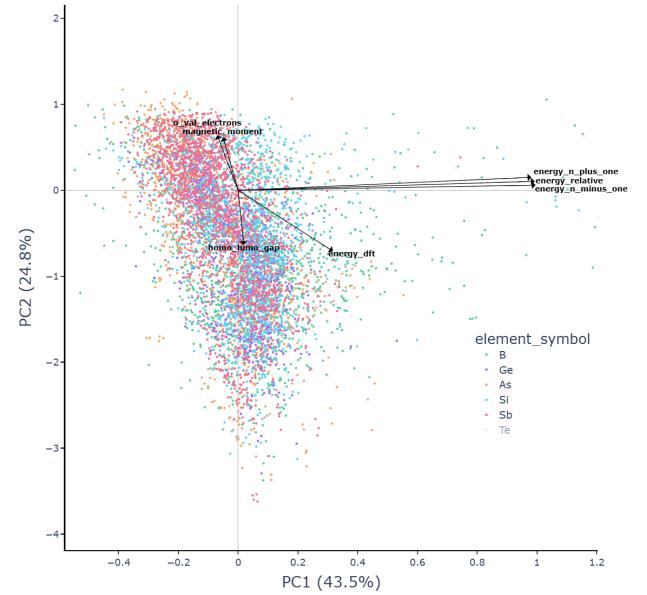 2
1
0
−1
−2
−3
−4
PC2 (24.8%)
n_val_electrons
magnetic_moment
energy_n_plus_one
energy_relative
energy_n_minus_one
homo_lumo_gap
energy_dft
element_symbol
B
Ge
As
Si
Sb
Te
−0.4
−0.2
0
0.2
0.4
0.6
0.8
1
1.2
PC1 (43.5%)